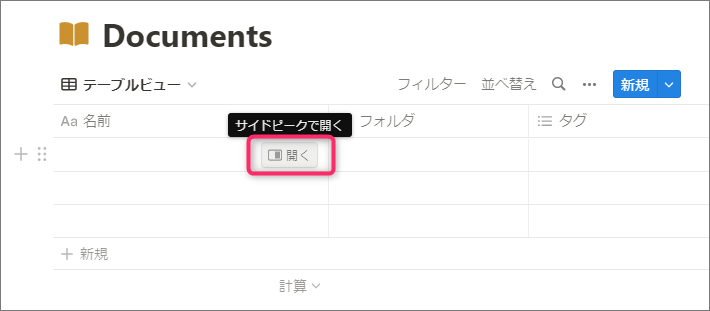 Documents
テーブルビュー
フィルター 並べ替え 新規
サイドピークで開く
Aa 名前 フォルダ タグ
開く
新規
計算